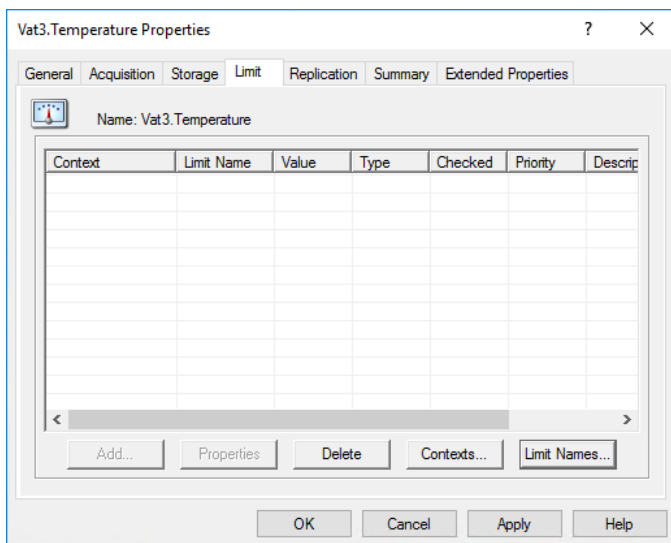 Vat3.Temperature Properties ?
General Acquisition Storage Limit Replication Summary Extended Properties
Name: Vat3.Temperature
Context Limit Name Value Type Checked Priority Descrip
Add... Properties Delete Contexts... Limit Names...
OK Cancel Apply Help